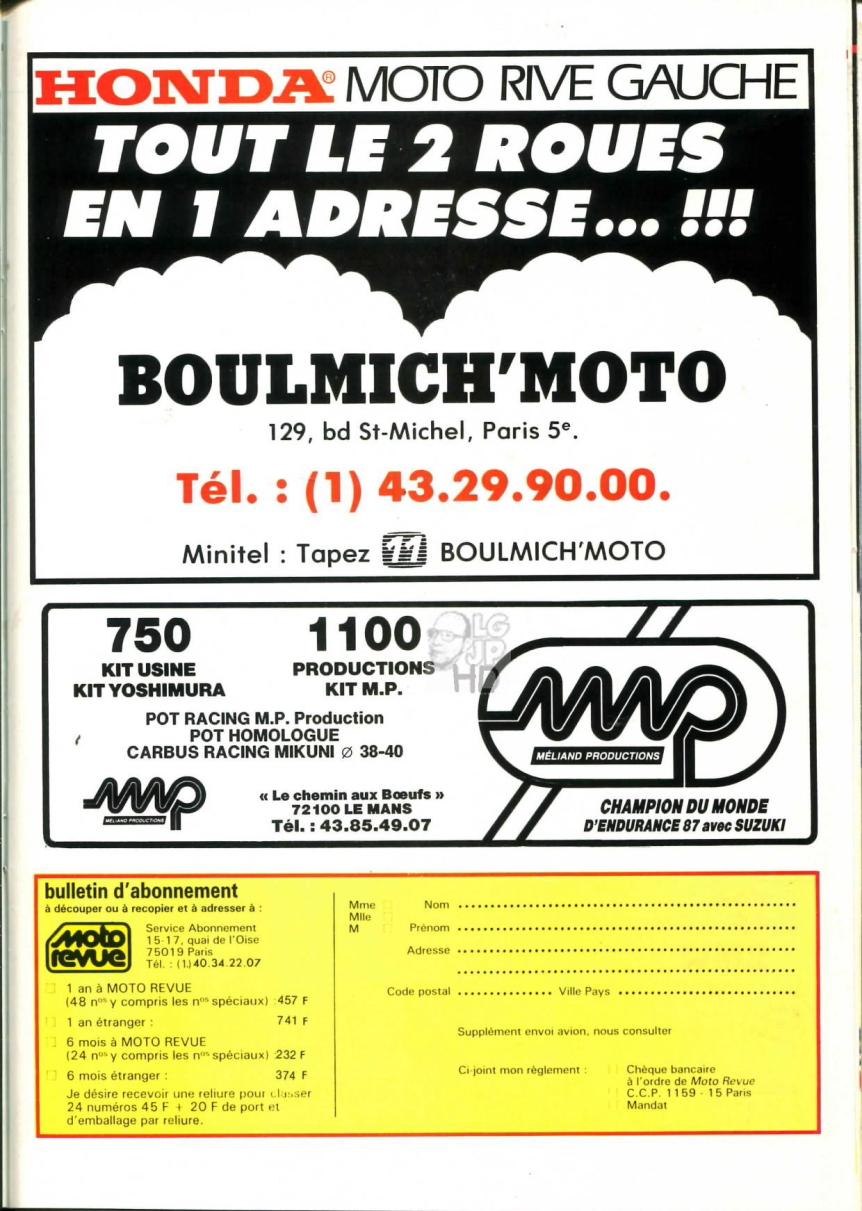 HONDA® MOTO RIVE GAUCHE
TOUT LE 2 ROUES
EN 1 ADRESSE... !!!
BOULMICH'MOTO
129, bd St-Michel, Paris 5e.
Tél. : (1) 43.29.90.00.
Minitel : Tapez 11 BOULMICH'MOTO
750
KIT USINE
KIT YOSHIMURA
1100
PRODUCTIONS
KIT M.P.
LG
JP
HD
POT RACING M.P. Production
POT HOMOLOGUE
CARBUS RACING MIKUNI ∅ 38-40
MÉLIAND PRODUCTIONS
« Le chemin aux Bœufs »
72100 LE MANS
Tél. : 43.85.49.07
MÉLIAND PRODUCTIONS
CHAMPION DU MONDE
D'ENDURANCE 87 avec SUZUKI
bulletin d'abonnement
à découper ou à recopier et à adresser à :
moto
revue
Service Abonnement
15-17, quai de l'Oise
75019 Paris
Tél. : (1.) 40.34.22.07
1 an à MOTO REVUE
(48 nos y compris les nos spéciaux) : 457 F
1 an étranger : 741 F
6 mois à MOTO REVUE
(24 nos y compris les nos spéciaux) : 232 F
6 mois étranger : 374 F
Je désire recevoir une reliure pour classer
24 numéros 45 F + 20 F de port et
d'emballage par reliure.
Mme
Mlle
M
Nom
Prénom
Adresse
Code postal Ville Pays
Supplément envoi avion, nous consulter
Ci-joint mon règlement :
Chèque bancaire
à l'ordre de Moto Revue
C.C.P. 1159 - 15 Paris
Mandat